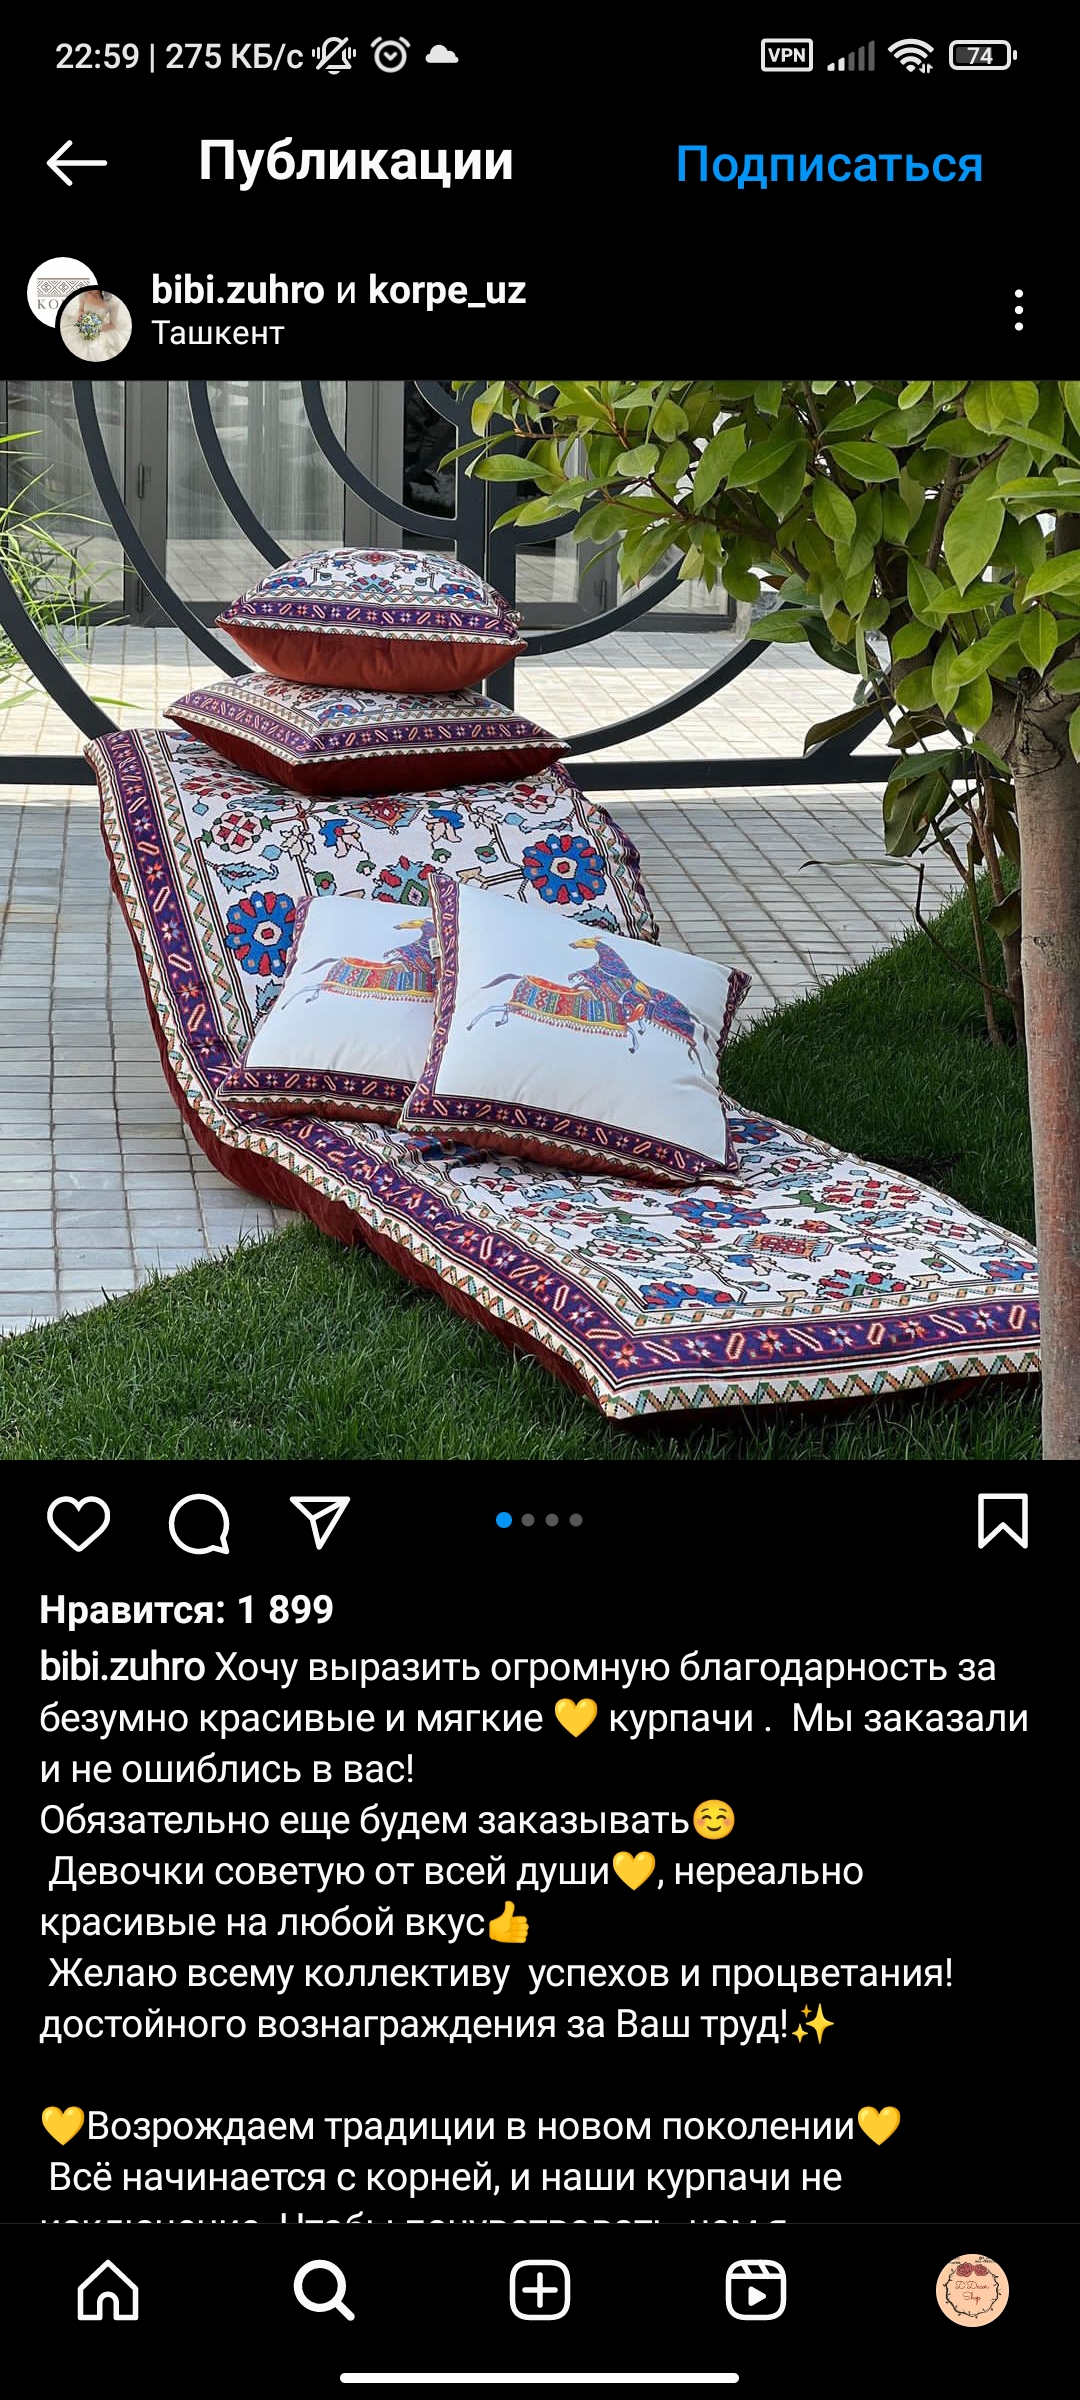 22:59 | 275 КБ/с
VPN
74
Публикации
Подписаться
bibi.zuhro и korpe_uz
Ташкент
Нравится: 1 899
bibi.zuhro Хочу выразить огромную благодарность за
безумно красивые и мягкие 💛 курпачи .  Мы заказали
и не ошиблись в вас!
Обязательно еще будем заказывать☺️
Девочки советую от всей души💛, нереально
красивые на любой вкус👍
Желаю всему коллективу  успехов и процветания!
достойного вознаграждения за Ваш труд!✨
💛Возрождаем традиции в новом поколении💛
Всё начинается с корней, и наши курпачи не